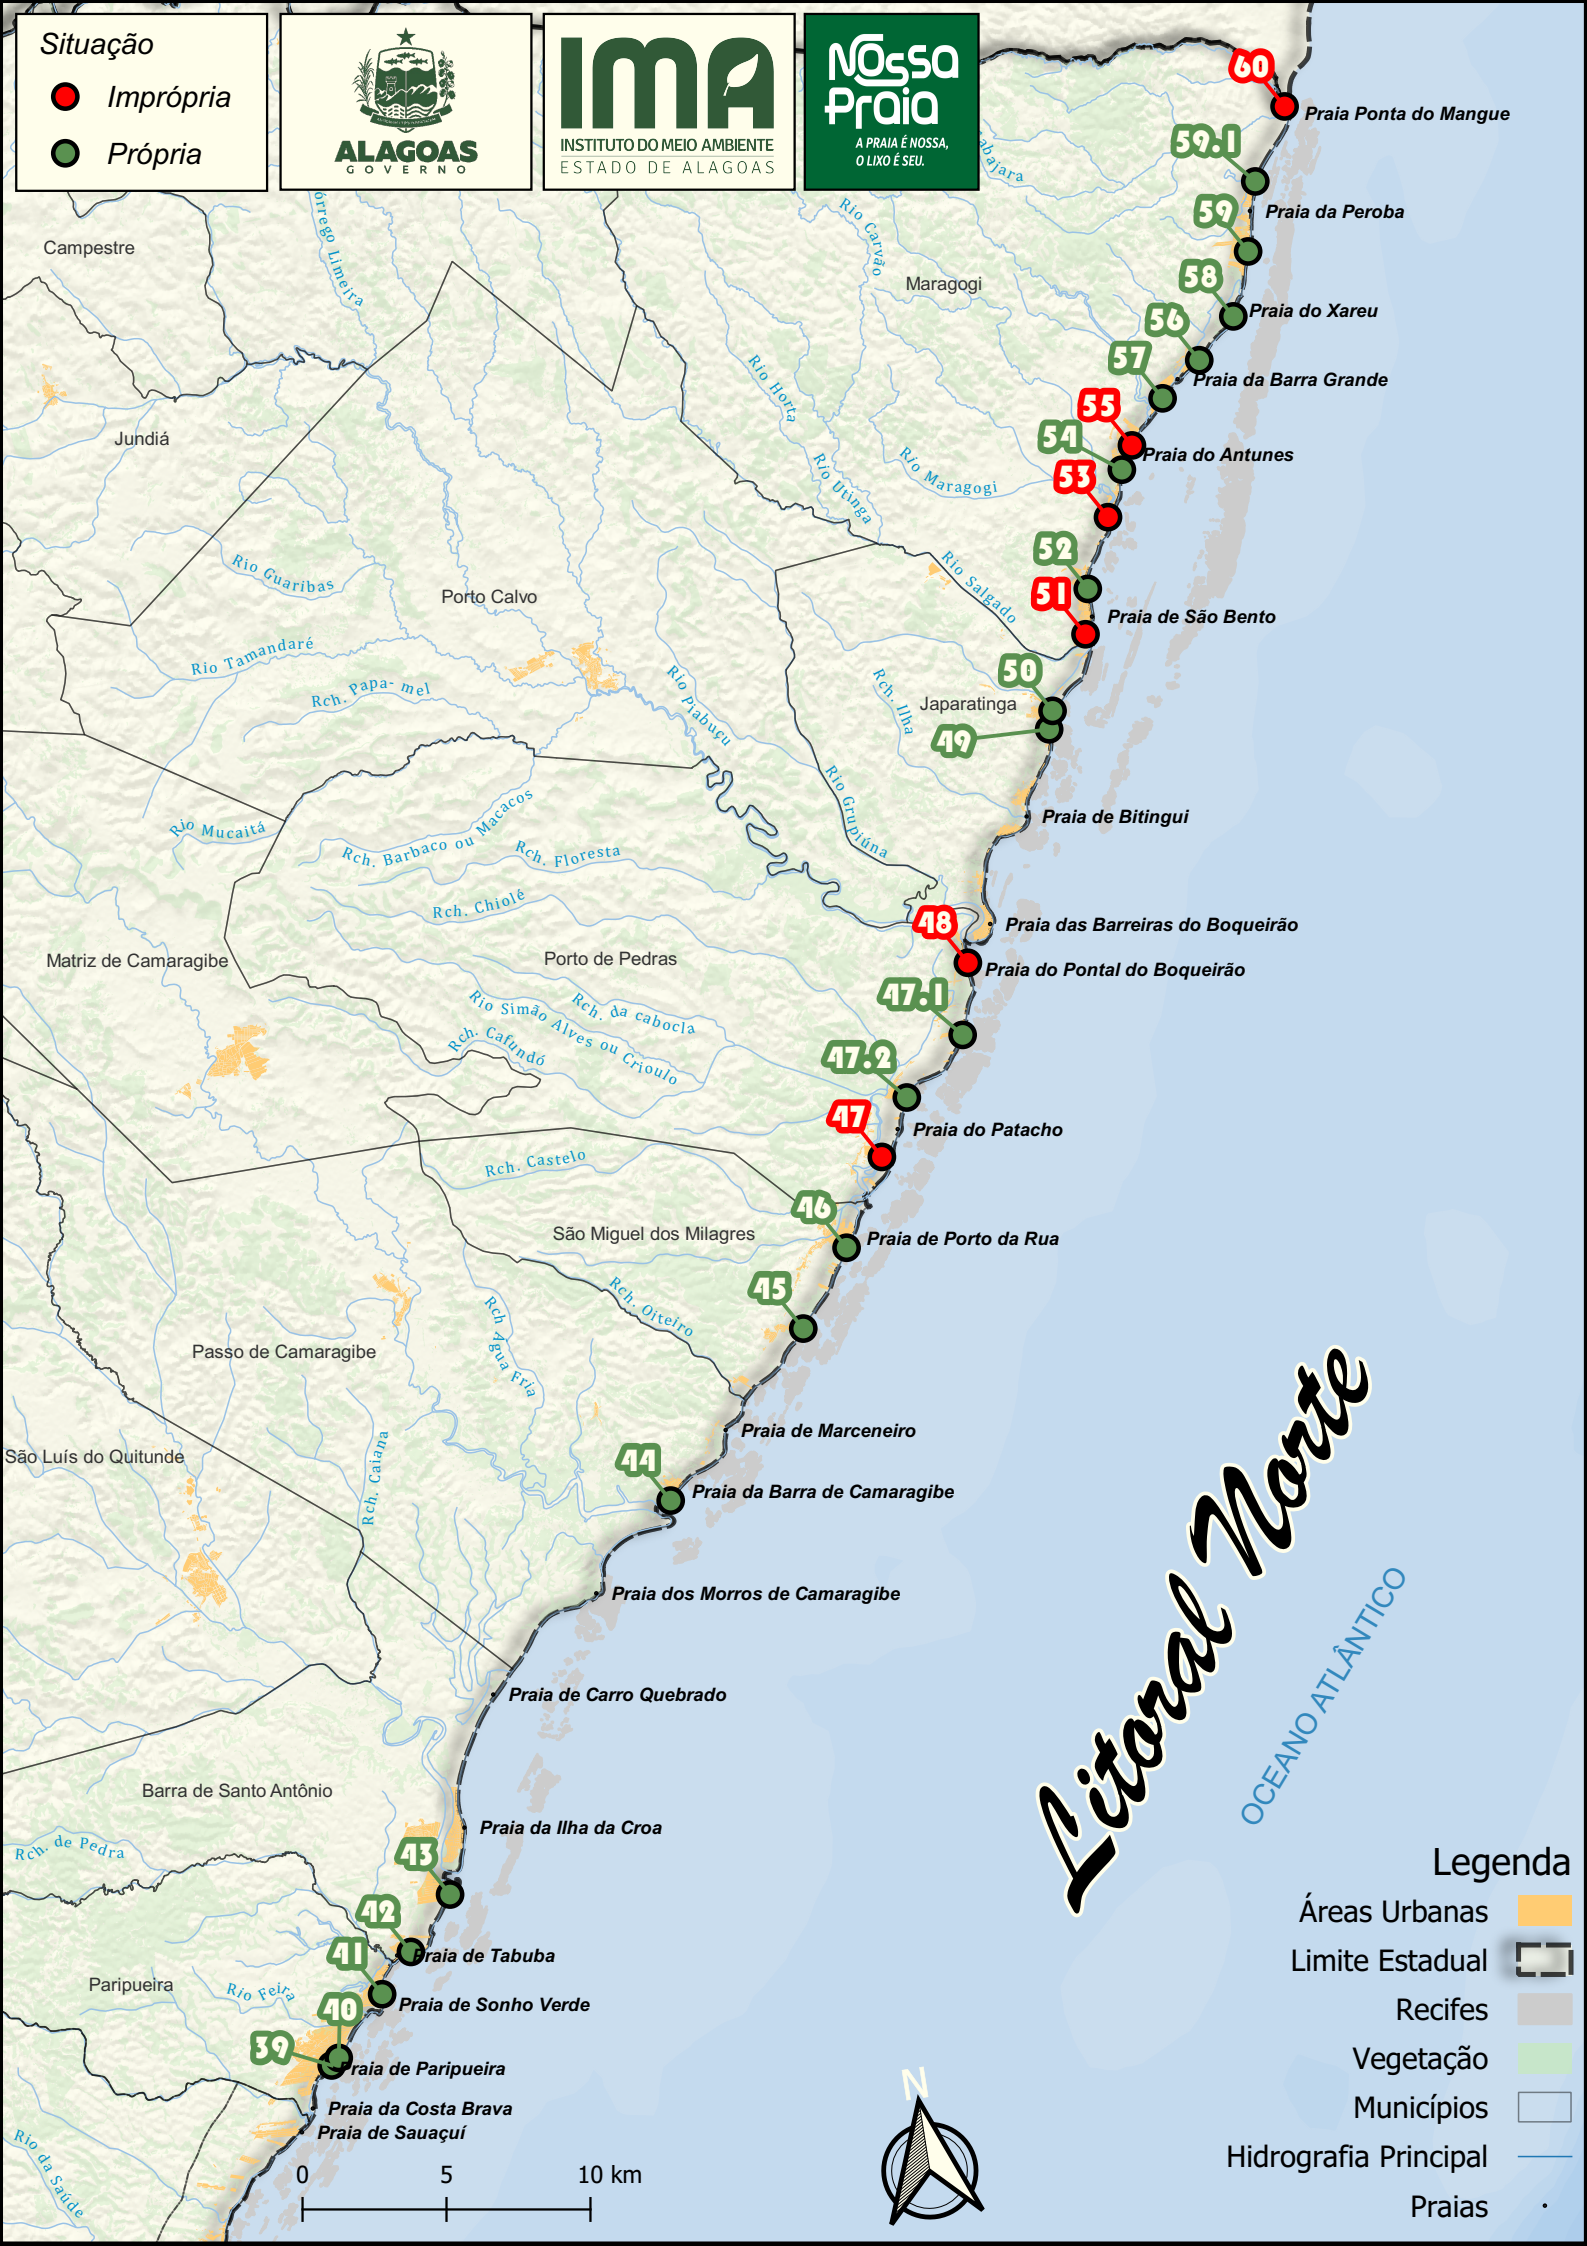 Situação
Imprópria
Própria
ALAGOAS
GOVERNO
IMA
INSTITUTO DO MEIO AMBIENTE
ESTADO DE ALAGOAS
Nossa
Praia
A PRAIA É NOSSA,
O LIXO É SEU.
60
Praia Ponta do Mangue
59.1
59
Praia da Peroba
Rio Carvão
Campestre
Maragogi
58
Praia do Xareu
56
57
Praia da Barra Grande
Rio Horta
Jundiá
55
54
Praia do Antunes
53
Rio Maragogi
Rio Utinga
52
Rio Guaribas
Rio Salgado
Porto Calvo
51
Praia de São Bento
Rio Tamandaré
Rch. Papa- mel
Rio Piabuçu
Rch. Ilha
50
Japaratinga
49
Rio Grupiúna
Praia de Bitingui
Rio Mucaitá
Rch. Barbaco ou Macacos
Rch. Floresta
Rch. Chiolé
48
Praia das Barreiras do Boqueirão
Matriz de Camaragibe
Porto de Pedras
Praia do Pontal do Boqueirão
47.1
Rio Simão Alves ou Crioulo
Rch. da cabocla
Rch. Cafundó
47.2
47
Praia do Patacho
Rch. Castelo
46
São Miguel dos Milagres
Praia de Porto da Rua
45
Rch. Oiteiro
Rch Água Fria
Passo de Camaragibe
Praia de Marceneiro
São Luís do Quitunde
Rch. Caiana
44
Praia da Barra de Camaragibe
Praia dos Morros de Camaragibe
Litoral Norte
OCEANO ATLÂNTICO
Praia de Carro Quebrado
Barra de Santo Antônio
Praia da Ilha da Croa
Rch. de Pedra
43
42
41
Praia de Tabuba
Paripueira
Rio Feira
Praia de Sonho Verde
40
39
Praia de Paripueira
Praia da Costa Brava
Praia de Sauaçuí
Rio da Saúde
0 5 10 km
N
Legenda
Áreas Urbanas
Limite Estadual
Recifes
Vegetação
Municípios
Hidrografia Principal
Praias